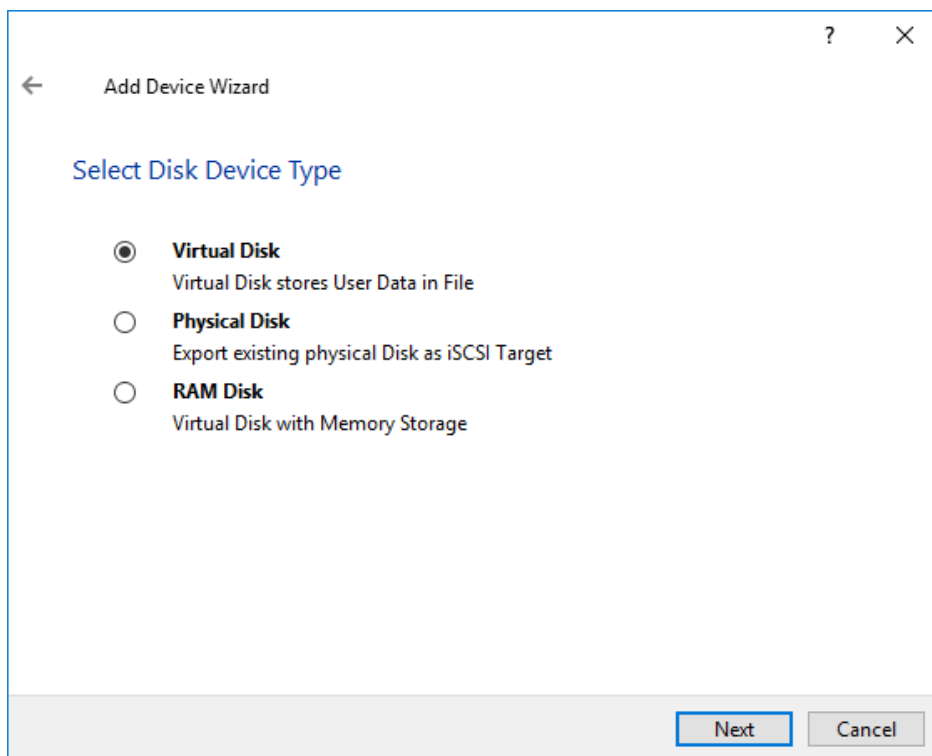 ?
Add Device Wizard
Select Disk Device Type
Virtual Disk
Virtual Disk stores User Data in File
Physical Disk
Export existing physical Disk as iSCSI Target
RAM Disk
Virtual Disk with Memory Storage
Next Cancel